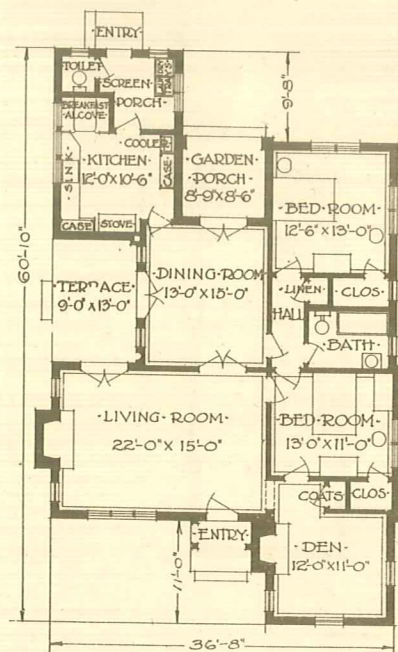 ·ENTRY·
TOILET
·SCREEN·
·PORCH·
TRAYS
BREAKFAST
ALCOVE
COOLER
·KITCHEN·
12'-0"X10'-6"
SINK
CASE
CASE
STOVE
9'-8"
·GARDEN·
·PORCH·
8'-9"X8'-6"
·BED·ROOM·
12'-6"X13'-0"
60'-10"
·TERRACE·
9'-0"X13'-0"
·DINING·ROOM·
13'-0"X15'-0"
·LINEN·
·CLOS·
HALL
·BATH·
·LIVING·ROOM·
22'-0"X 15'-0"
·BED·ROOM·
13'0"X11'-0"
COATS
·CLOS·
·ENTRY·
·DEN·
12'-0"X11'-0"
11'-0"
36'-8"